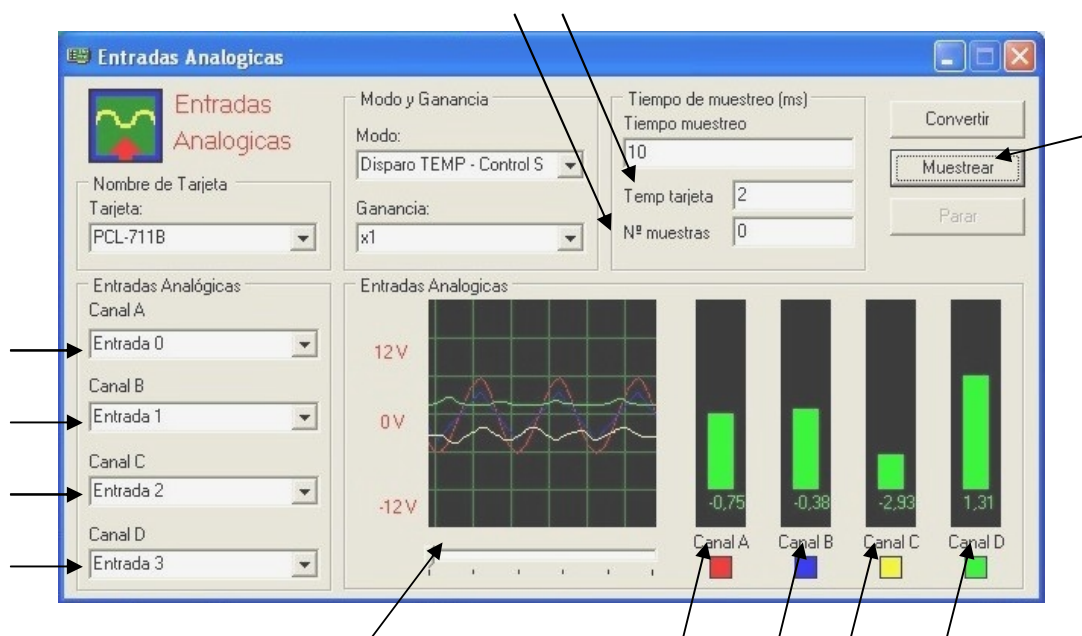 Entradas Analogicas
Entradas
Analogicas
Nombre de Tarjeta
Tarjeta:
PCL-711B
Modo y Ganancia
Modo:
Disparo TEMP - Control S
Ganancia:
x1
Tiempo de muestreo (ms)
Tiempo muestreo
10
Temp tarjeta 2
Nº muestras 0
Convertir
Muestrear
Parar
Entradas Analógicas
Canal A
Entrada 0
Canal B
Entrada 1
Canal C
Entrada 2
Canal D
Entrada 3
Entradas Analogicas
12 V
0 V
-12 V
-0,75 -0,38 -2,93 1,31
Canal A Canal B Canal C Canal D